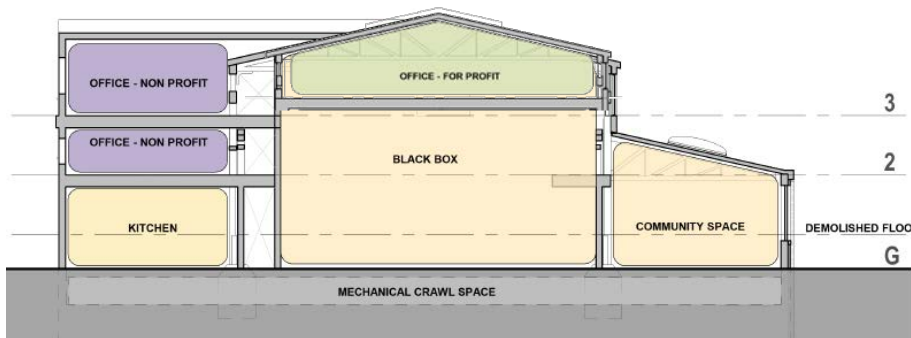 OFFICE - NON PROFIT
OFFICE - FOR PROFIT
3
OFFICE - NON PROFIT
BLACK BOX
2
KITCHEN
COMMUNITY SPACE
DEMOLISHED FLOO
G
MECHANICAL CRAWL SPACE